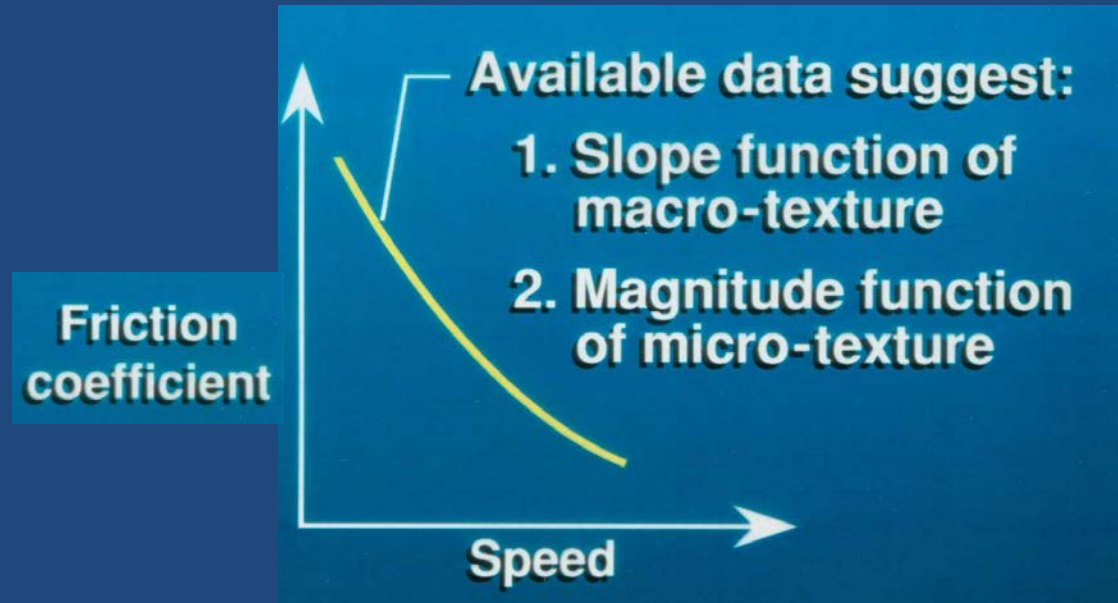 Available data suggest:
1. Slope function of
macro-texture
2. Magnitude function
of micro-texture
Friction
coefficient
Speed